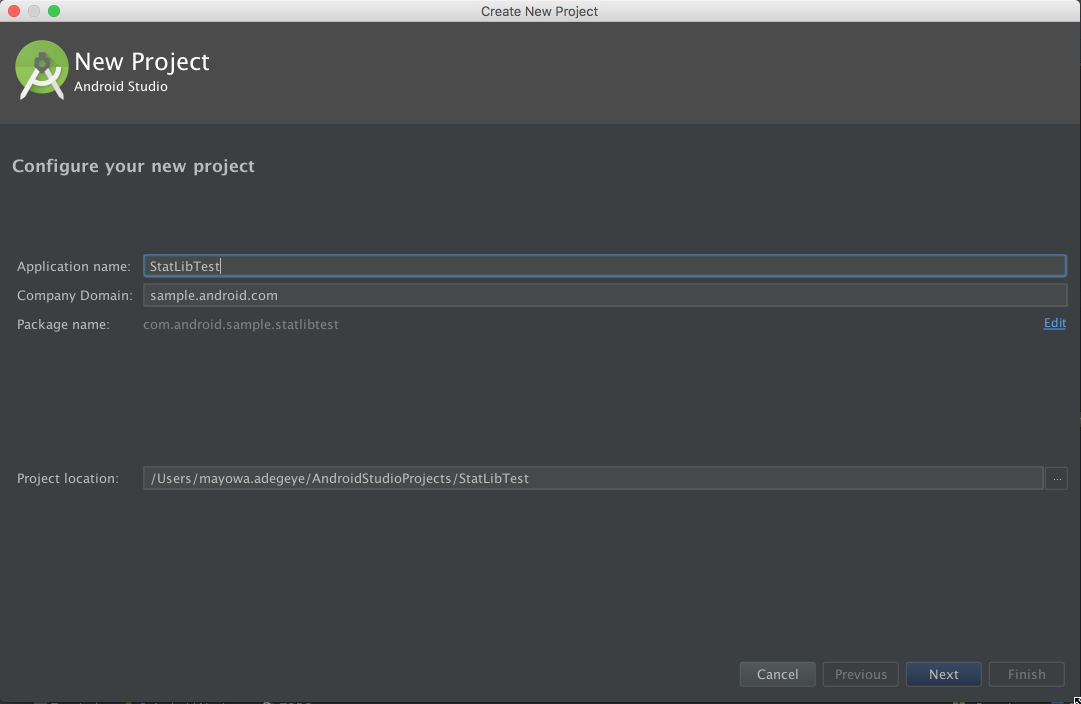 Create New Project
New Project
Android Studio
Configure your new project
Application name: StatLibTest
Company Domain: sample.android.com
Package name: com.android.sample.statlibtest Edit
Project location: /Users/mayowa.adegeye/AndroidStudioProjects/StatLibTest ...
Cancel Previous Next Finish